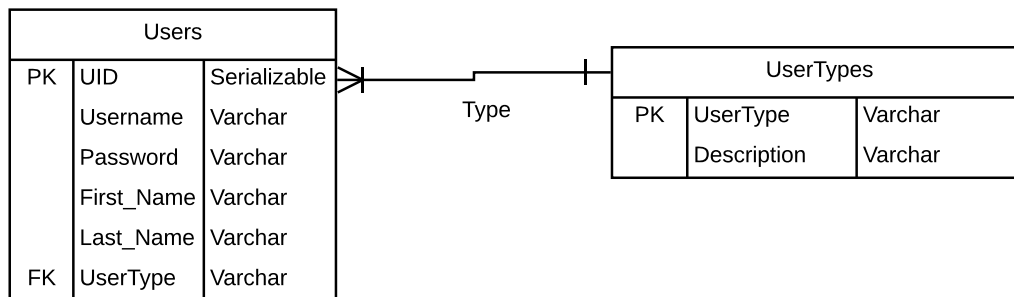 Users
PK UID Serializable
Username Varchar
Password Varchar
First_Name Varchar
Last_Name Varchar
FK UserType Varchar
Type
UserTypes
PK UserType Varchar
Description Varchar